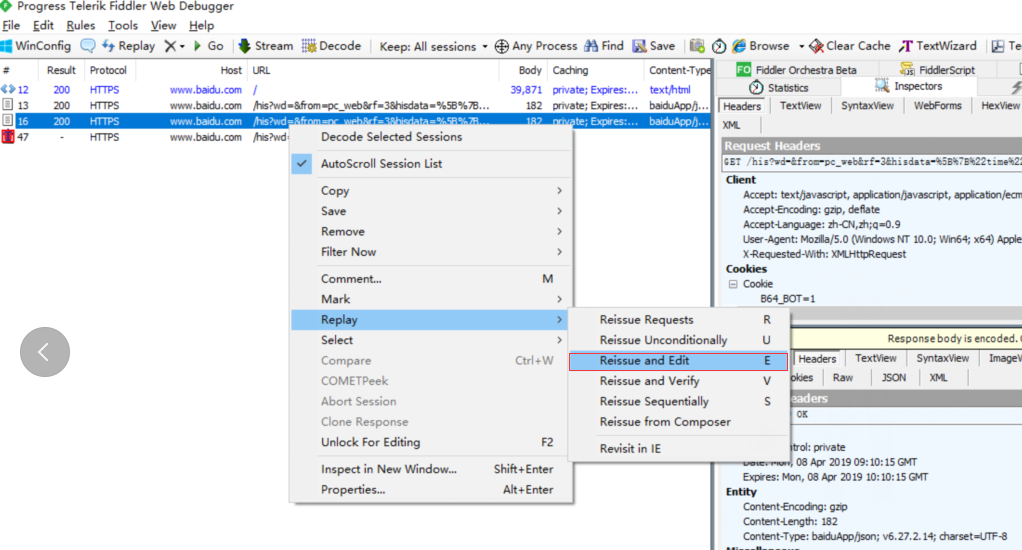 Progress Telerik Fiddler Web Debugger
File Edit Rules Tools View Help
WinConfig Replay Go Stream Decode Keep: All sessions Any Process Find Save Browse Clear Cache TextWizard Te
# Result Protocol Host URL Body Caching Content-Type
12 200 HTTPS www.baidu.com / 39,871 private; Expires:... text/html
13 200 HTTPS www.baidu.com /his?wd=&from=pc_web&rf=3&hisdata=%5B%7B... 182 private; Expires:... baiduApp/j...
16 200 HTTPS www.baidu.com /his?wd=&from=pc_web&rf=3&hisdata=%5B%7B... 182 private; Expires:... baiduApp/j...
47 - HTTPS www.baidu.com /his?wd=
Decode Selected Sessions
AutoScroll Session List
Copy
Save
Remove
Filter Now
Comment... M
Mark
Replay
Select
Compare Ctrl+W
COMETPeek
Abort Session
Clone Response
Unlock For Editing F2
Inspect in New Window... Shift+Enter
Properties... Alt+Enter
Reissue Requests R
Reissue Unconditionally U
Reissue and Edit E
Reissue and Verify V
Reissue Sequentially S
Reissue from Composer
Revisit in IE
FO Fiddler Orchestra Beta FiddlerScript
Statistics Inspectors
Headers TextView SyntaxView WebForms HexView
XML
Request Headers
GET /his?wd=&from=pc_web&rf=3&hisdata=%5B%7B%22time%22
Client
Accept: text/javascript, application/javascript, application/ecm
Accept-Encoding: gzip, deflate
Accept-Language: zh-CN,zh;q=0.9
User-Agent: Mozilla/5.0 (Windows NT 10.0; Win64; x64) Apple
X-Requested-With: XMLHttpRequest
Cookies
Cookie
B64_BOT=1
Response body is encoded.
Headers TextView SyntaxView ImageV
okies Raw JSON XML
eaders
OK
ntrol: private
Date: Mon, 08 Apr 2019 09:10:15 GMT
Expires: Mon, 08 Apr 2019 09:10:15 GMT
Entity
Content-Encoding: gzip
Content-Length: 182
Content-Type: baiduApp/json; v6.27.2.14; charset=UTF-8